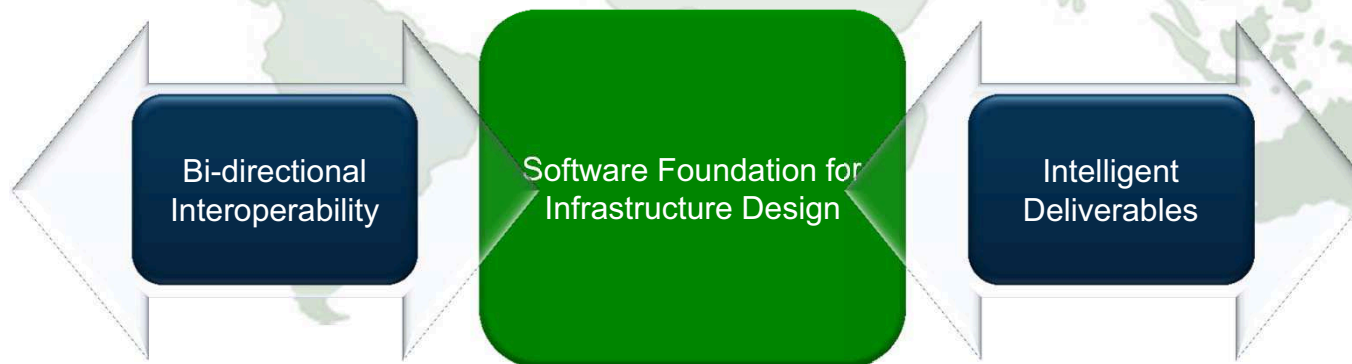 Bi-directional
Interoperability
Software Foundation for
Infrastructure Design
Intelligent
Deliverables